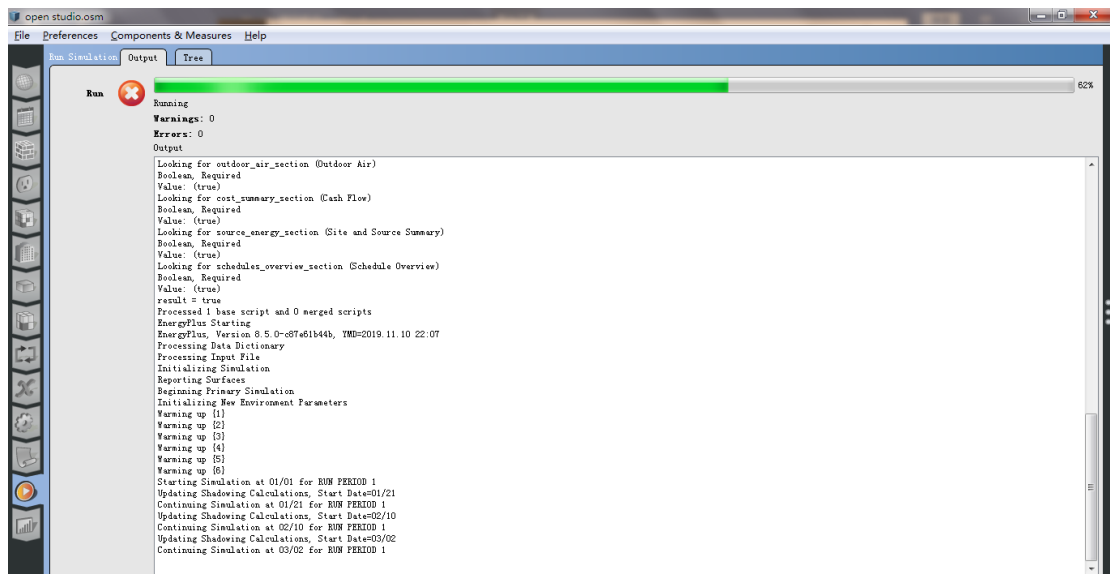 open studio.osm
File Preferences Components & Measures Help
Run Simulation Output Tree
Run 62%
Running
Warnings: 0
Errors: 0
Output
Looking for outdoor_air_section (Outdoor Air)
Boolean, Required
Value: (true)
Looking for cost_summary_section (Cash Flow)
Boolean, Required
Value: (true)
Looking for source_energy_section (Site and Source Summary)
Boolean, Required
Value: (true)
Looking for schedules_overview_section (Schedule Overview)
Boolean, Required
Value: (true)
result = true
Processed 1 base script and 0 merged scripts
EnergyPlus Starting
EnergyPlus, Version 8.5.0-c87e61b44b, YMD=2019.11.10 22:07
Processing Data Dictionary
Processing Input File
Initializing Simulation
Reporting Surfaces
Beginning Primary Simulation
Initializing New Environment Parameters
Warming up {1}
Warming up {2}
Warming up {3}
Warming up {4}
Warming up {5}
Warming up {6}
Starting Simulation at 01/01 for RUN PERIOD 1
Updating Shadowing Calculations, Start Date=01/21
Continuing Simulation at 01/21 for RUN PERIOD 1
Updating Shadowing Calculations, Start Date=02/10
Continuing Simulation at 02/10 for RUN PERIOD 1
Updating Shadowing Calculations, Start Date=03/02
Continuing Simulation at 03/02 for RUN PERIOD 1